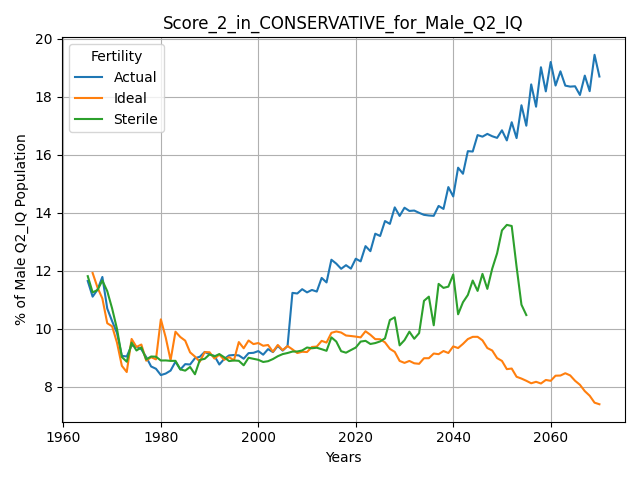 Score_2_in_CONSERVATIVE_for_Male_Q2_IQ
Fertility
Actual
Ideal
Sterile
% of Male Q2_IQ Population
20
18
16
14
12
10
8
1960 1980 2000 2020 2040 2060
Years